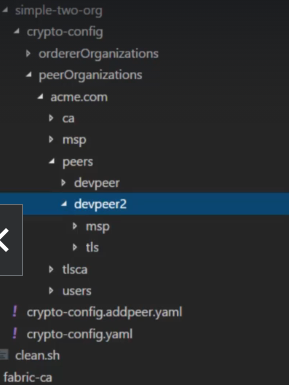 simple-two-org
crypto-config
ordererOrganizations
peerOrganizations
acme.com
ca
msp
peers
devpeer
devpeer2
msp
tls
tlsca
users
! crypto-config.addpeer.yaml
! crypto-config.yaml
clean.sh
fabric-ca